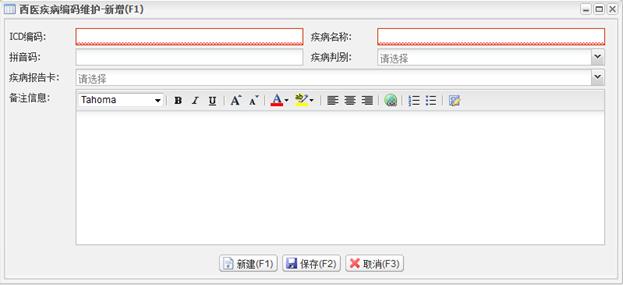 西医疾病编码维护-新增(F1)
ICD编码: 疾病名称:
拼音码: 疾病判别: 请选择
疾病报告卡: 请选择
备注信息: Tahoma B I U A A A
新建(F1) 保存(F2) 取消(F3)